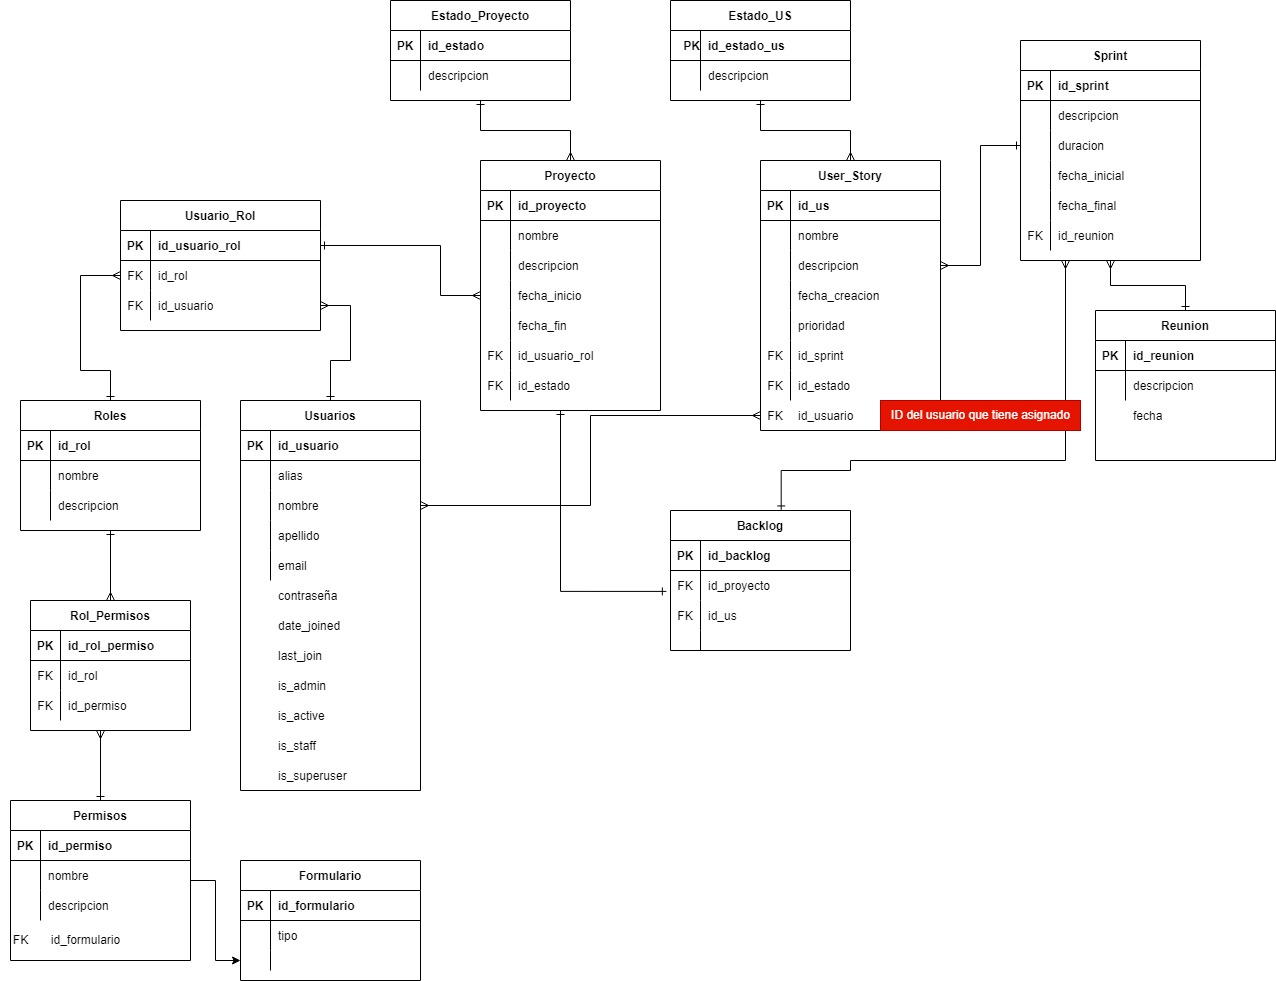 Estado_Proyecto
PK id_estado
descripcion
Estado_US
PK id_estado_us
descripcion
Sprint
PK id_sprint
descripcion
duracion
fecha_inicial
fecha_final
FK id_reunion
Usuario_Rol
PK id_usuario_rol
FK id_rol
FK id_usuario
Proyecto
PK id_proyecto
nombre
descripcion
fecha_inicio
fecha_fin
FK id_usuario_rol
FK id_estado
User_Story
PK id_us
nombre
descripcion
fecha_creacion
prioridad
FK id_sprint
FK id_estado
FK id_usuario
ID del usuario que tiene asignado
Reunion
PK id_reunion
descripcion
fecha
Roles
PK id_rol
nombre
descripcion
Usuarios
PK id_usuario
alias
nombre
apellido
email
contraseña
date_joined
last_join
is_admin
is_active
is_staff
is_superuser
Backlog
PK id_backlog
FK id_proyecto
FK id_us
Rol_Permisos
PK id_rol_permiso
FK id_rol
FK id_permiso
Permisos
PK id_permiso
nombre
descripcion
FK id_formulario
Formulario
PK id_formulario
tipo